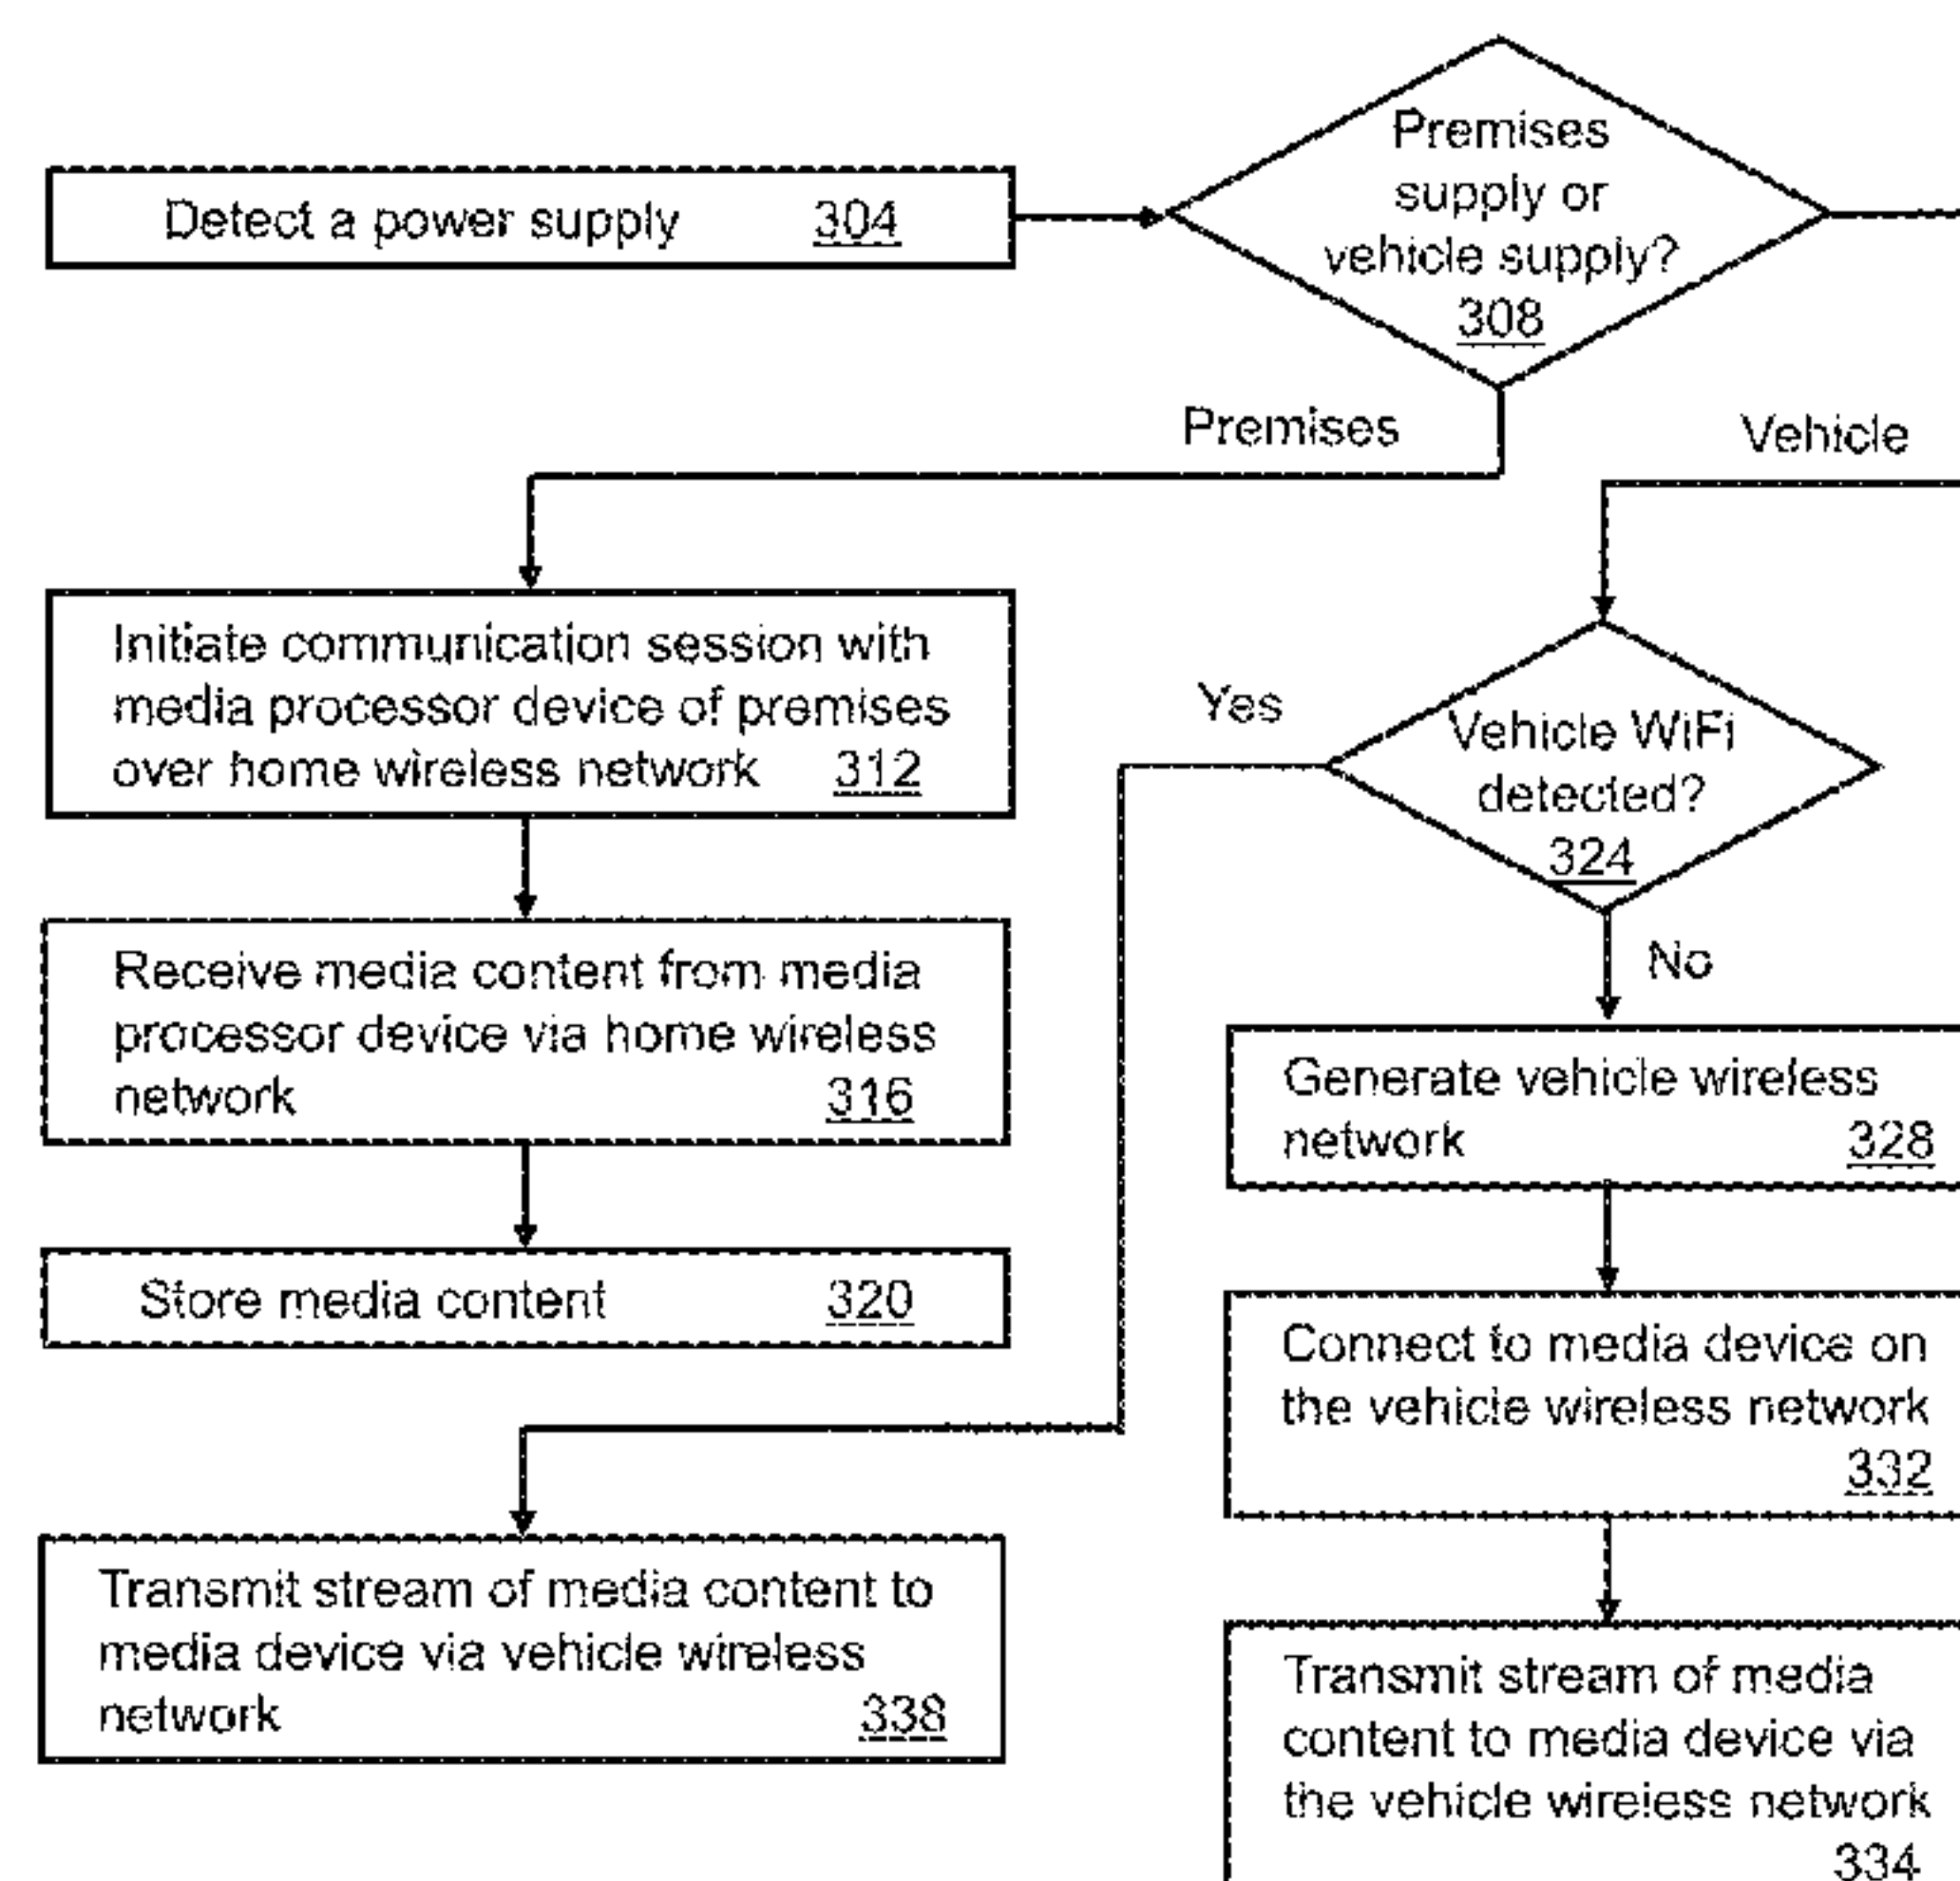 Detect a power supply 304
Premises
supply or
vehicle supply?
308
Premises
Vehicle
Initiate communication session with
media processor device of premises
over home wireless network 312
Yes
Vehicle WiFi
detected?
324
No
Receive media content from media
processor device via home wireless
network 316
Generate vehicle wireless
network 328
Store media content 320
Connect to media device on
the vehicle wireless network
332
Transmit stream of media content to
media device via vehicle wireless
network 338
Transmit stream of media
content to media device via
the vehicle wireless network
334